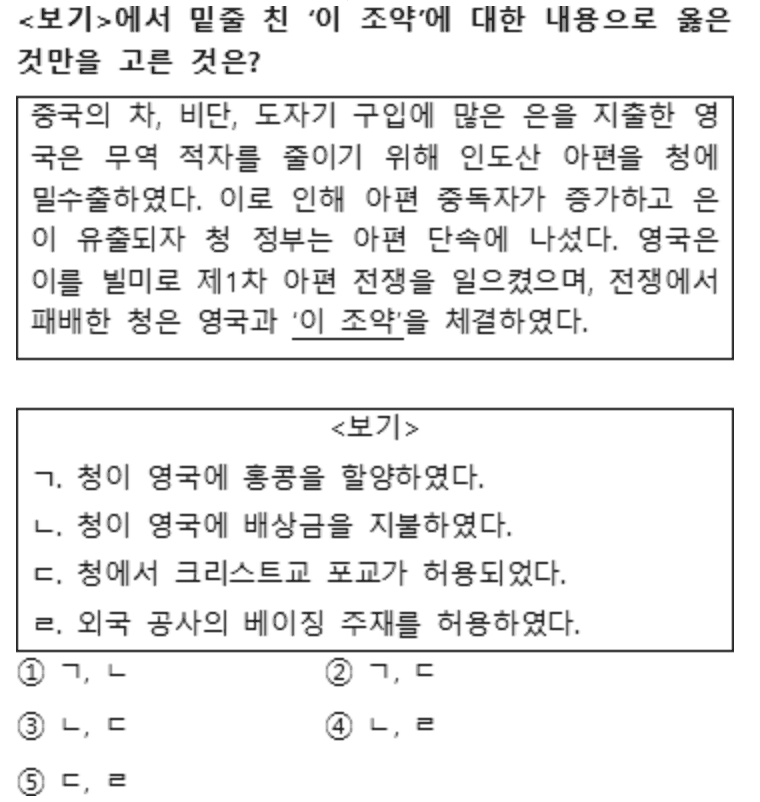 <보기>에서 밑줄 친 ‘이 조약’에 대한 내용으로 옳은
것만을 고른 것은?
중국의 차, 비단, 도자기 구입에 많은 은을 지출한 영
국은 무역 적자를 줄이기 위해 인도산 아편을 청에
밀수출하였다. 이로 인해 아편 중독자가 증가하고 은
이 유출되자 청 정부는 아편 단속에 나섰다. 영국은
이를 빌미로 제1차 아편 전쟁을 일으켰으며, 전쟁에서
패배한 청은 영국과 ‘이 조약’을 체결하였다.
<보기>
ㄱ. 청이 영국에 홍콩을 할양하였다.
ㄴ. 청이 영국에 배상금을 지불하였다.
ㄷ. 청에서 크리스트교 포교가 허용되었다.
ㄹ. 외국 공사의 베이징 주재를 허용하였다.
① ㄱ, ㄴ ② ㄱ, ㄷ
③ ㄴ, ㄷ ④ ㄴ, ㄹ
⑤ ㄷ, ㄹ